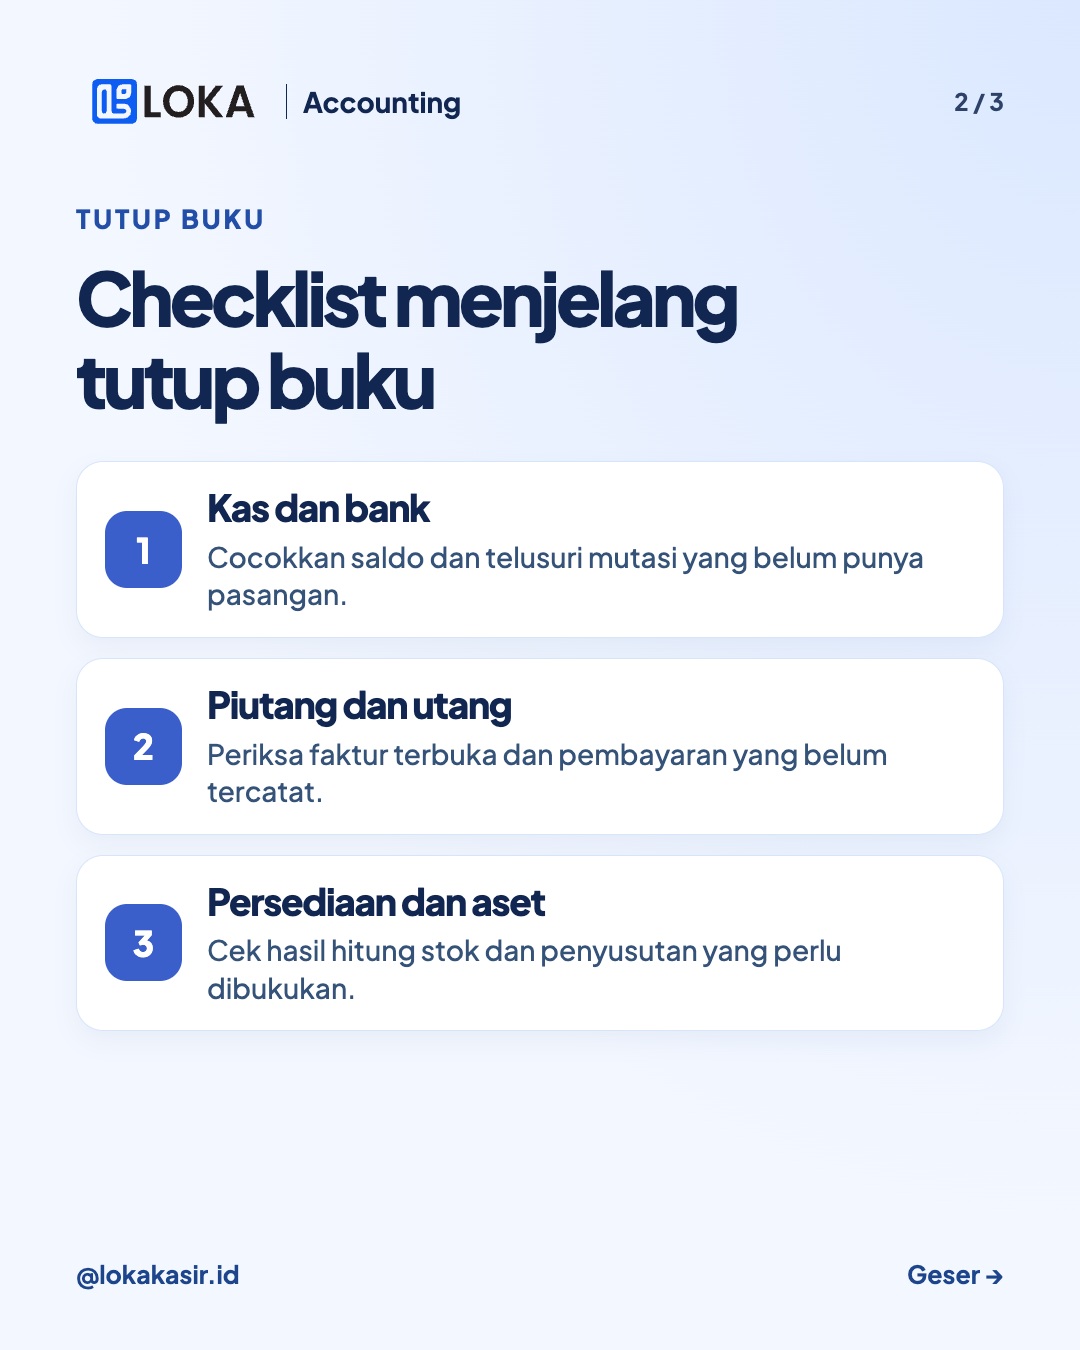 LOKA | Accounting
2 / 3
TUTUP BUKU
Checklist menjelang
tutup buku
1
Kas dan bank
Cocokkan saldo dan telusuri mutasi yang belum punya
pasangan.
2
Piutang dan utang
Periksa faktur terbuka dan pembayaran yang belum
tercatat.
3
Persediaan dan aset
Cek hasil hitung stok dan penyusutan yang perlu
dibukukan.
@lokakasir.id
Geser →